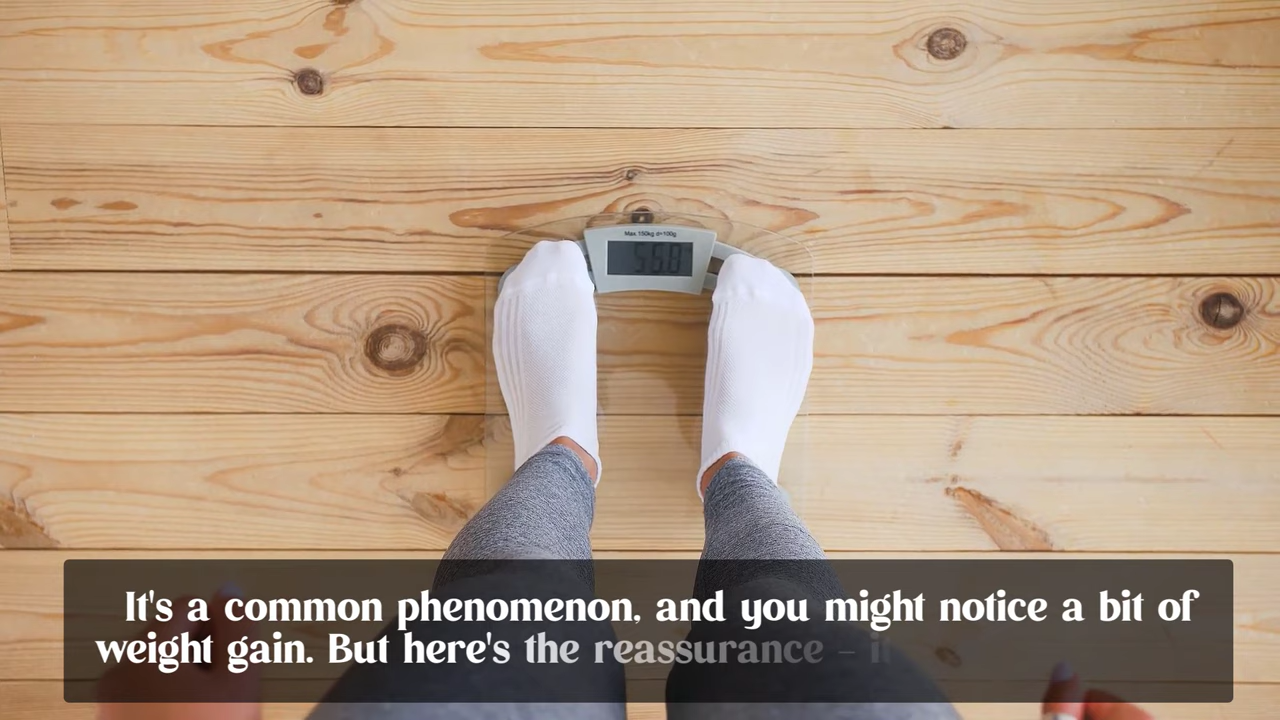 Max 150kg d=100g
56.8
It's a common phenomenon, and you might notice a bit of
weight gain. But here's the reassurance –